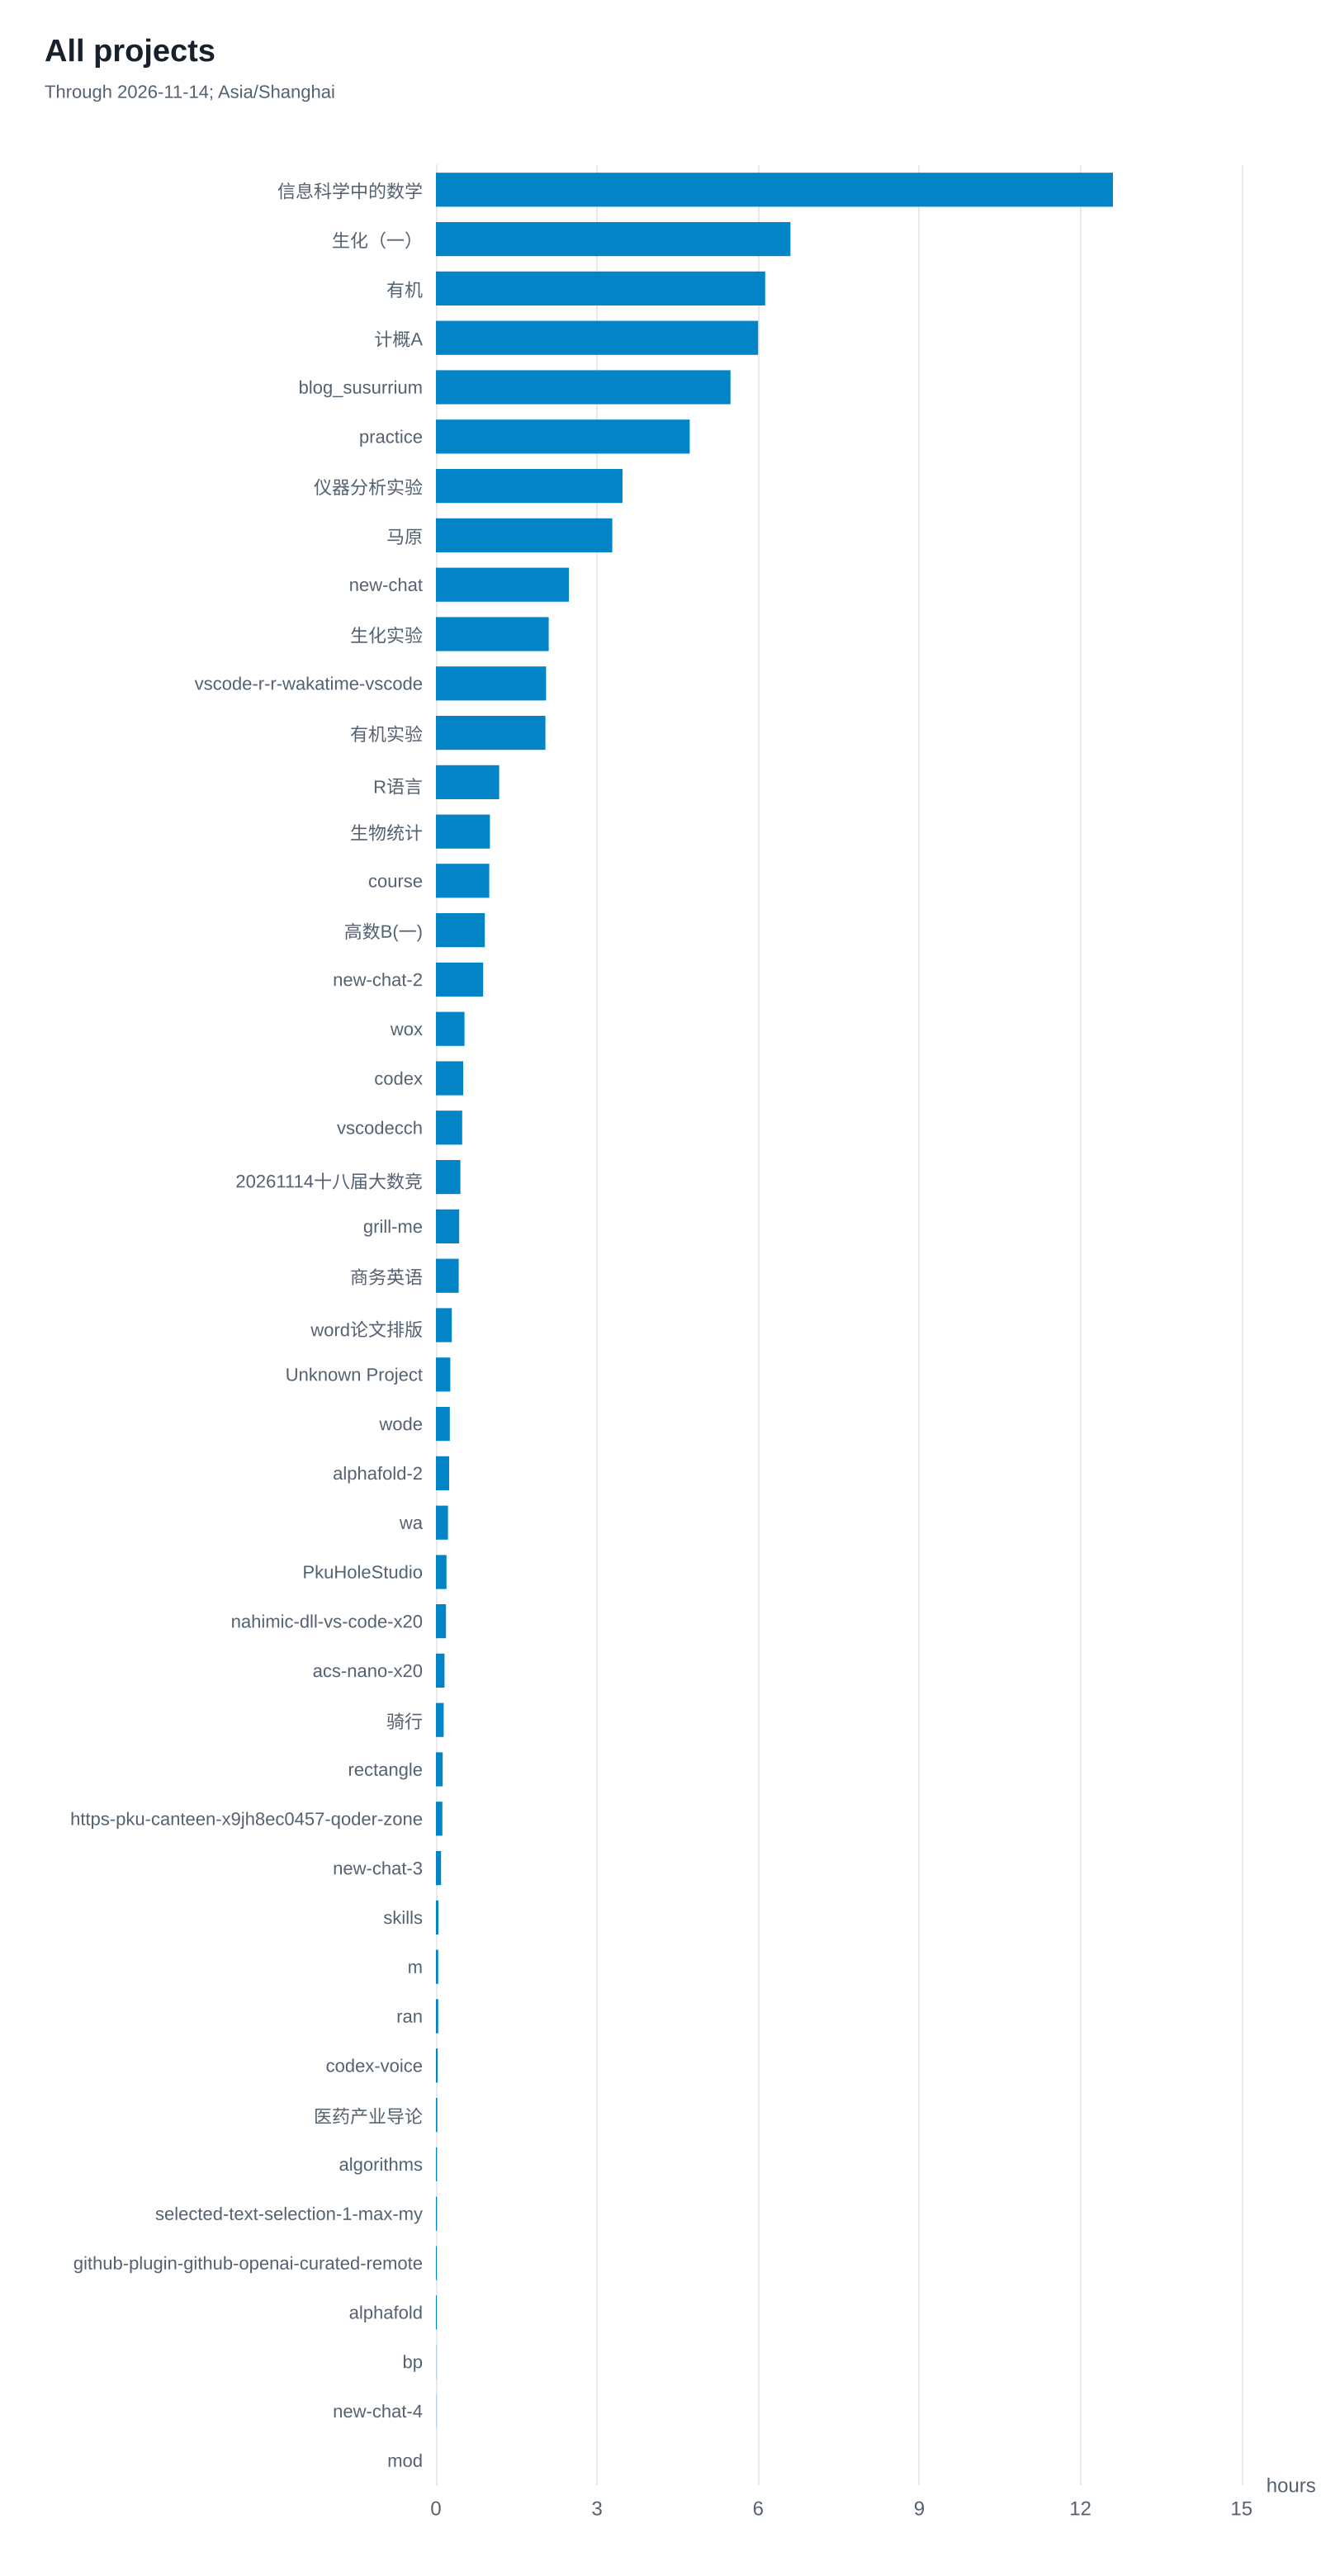 All projects
Through 2026-11-14; Asia/Shanghai
信息科学中的数学
生化（一）
有机
计概A
blog_susurrium
practice
仪器分析实验
马原
new-chat
生化实验
vscode-r-r-wakatime-vscode
有机实验
R语言
生物统计
course
高数B(一)
new-chat-2
wox
codex
vscodecch
20261114十八届大数竞
grill-me
商务英语
word论文排版
Unknown Project
wode
alphafold-2
wa
PkuHoleStudio
nahimic-dll-vs-code-x20
acs-nano-x20
骑行
rectangle
https-pku-canteen-x9jh8ec0457-qoder-zone
new-chat-3
skills
m
ran
codex-voice
医药产业导论
algorithms
selected-text-selection-1-max-my
github-plugin-github-openai-curated-remote
alphafold
bp
new-chat-4
mod
hours
0 3 6 9 12 15